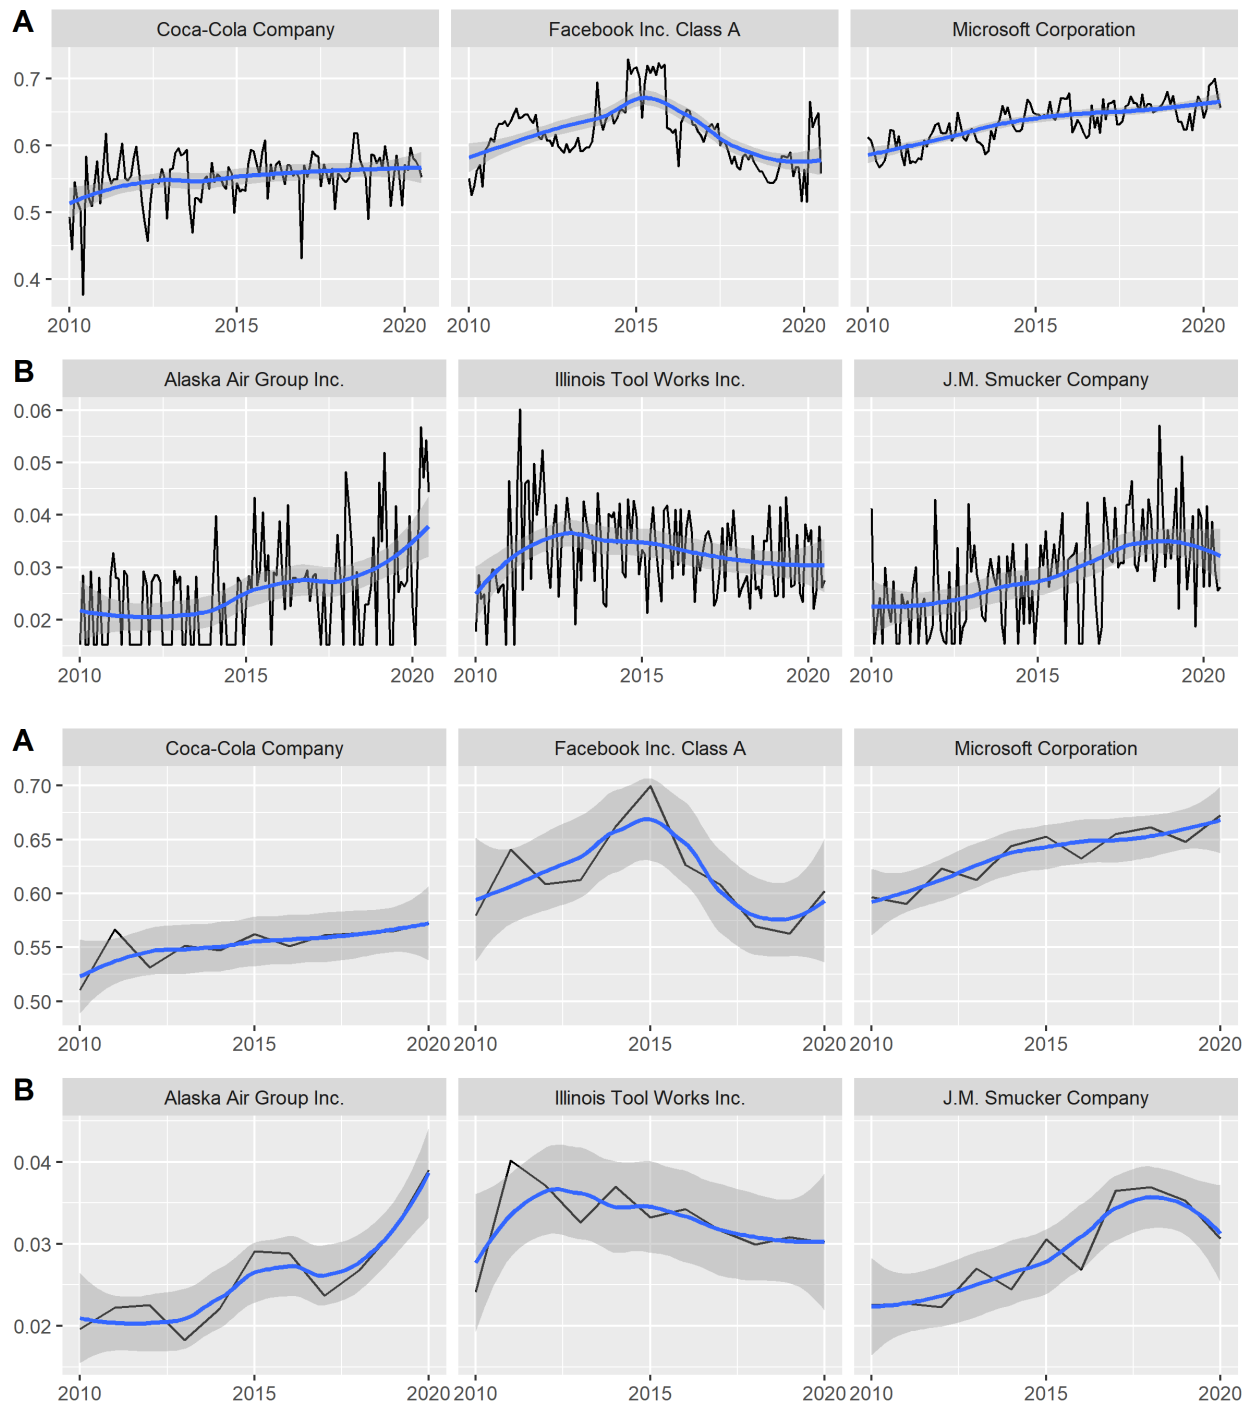 A
Coca-Cola Company Facebook Inc. Class A Microsoft Corporation
0.7
0.6
0.5
0.4
2010 2015 2020 2010 2015 2020 2010 2015 2020
B
Alaska Air Group Inc. Illinois Tool Works Inc. J.M. Smucker Company
0.06
0.05
0.04
0.03
0.02
2010 2015 2020 2010 2015 2020 2010 2015 2020
A
Coca-Cola Company Facebook Inc. Class A Microsoft Corporation
0.70
0.65
0.60
0.55
0.50
2010 2015 2020 2010 2015 2020 2010 2015 2020
B
Alaska Air Group Inc. Illinois Tool Works Inc. J.M. Smucker Company
0.04
0.03
0.02
2010 2015 2020 2010 2015 2020 2010 2015 2020